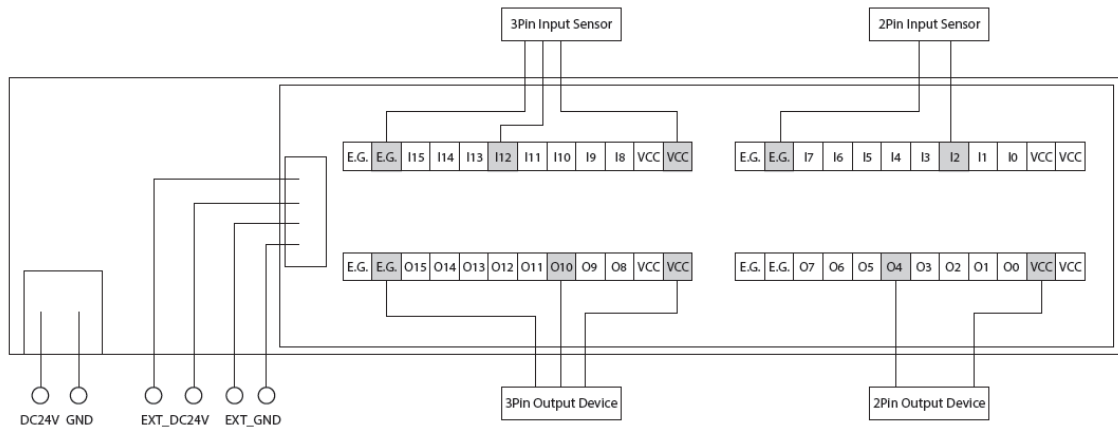 3Pin Input Sensor
2Pin Input Sensor
E.G. E.G. I15 I14 I13 I12 I11 I10 I9 I8 VCC VCC
E.G. E.G. I7 I6 I5 I4 I3 I2 I1 I0 VCC VCC
E.G. E.G. O15 O14 O13 O12 O11 O10 O9 O8 VCC VCC
E.G. E.G. O7 O6 O5 O4 O3 O2 O1 O0 VCC VCC
DC24V GND
EXT_DC24V
EXT_GND
3Pin Output Device
2Pin Output Device